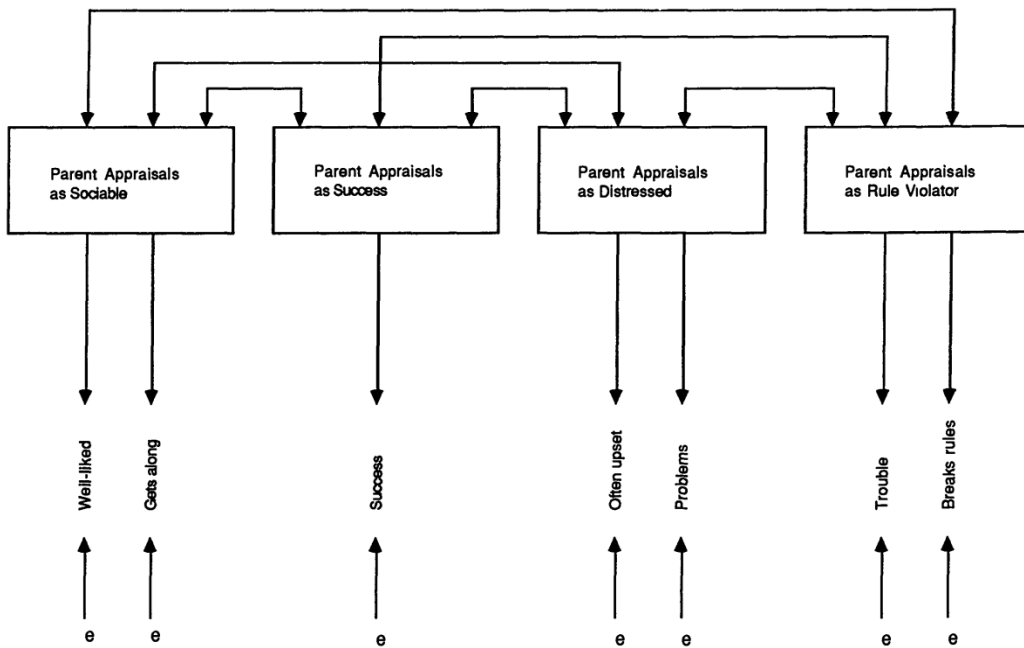 Parent Appraisals
as Sociable
Parent Appraisals
as Success
Parent Appraisals
as Distressed
Parent Appraisals
as Rule Violator
Well-liked
Gets along
Success
Often upset
Problems
Trouble
Breaks rules
e
e
e
e
e
e
e